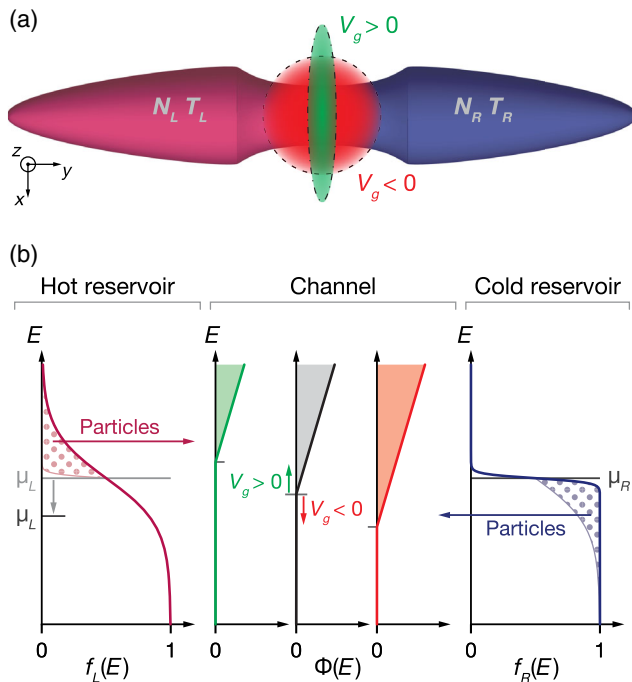 (a)
V_g > 0
N_L T_L
N_R T_R
z
y
x
V_g < 0
(b)
Hot reservoir
Channel
Cold reservoir
E
E
Particles
μ_L
μ_R
V_g > 0
V_g < 0
μ_L
Particles
0 1
0 0 0
0 1
f_L(E)
Φ(E)
f_R(E)